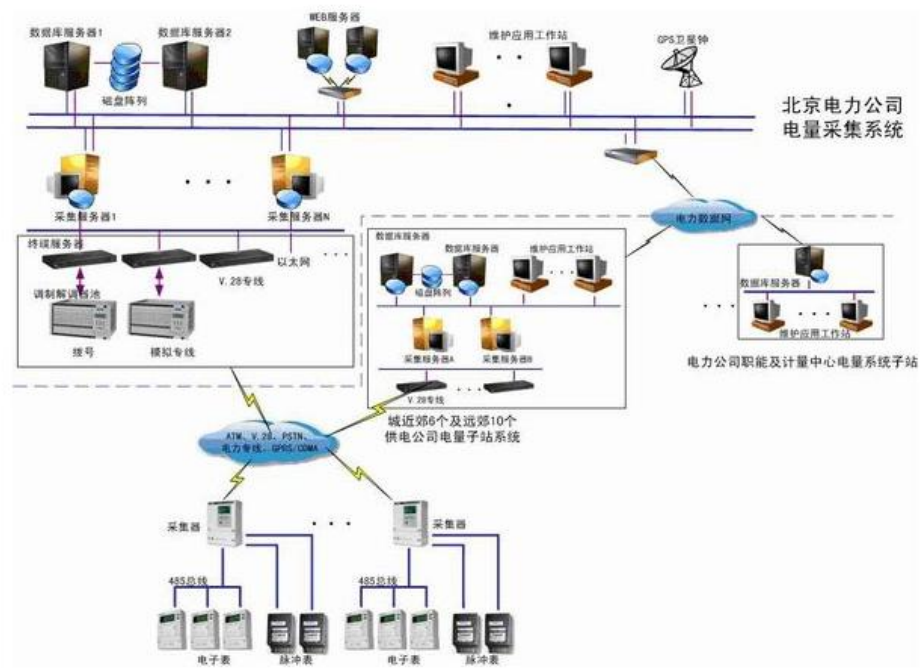 数据库服务器1
数据库服务器2
WEB服务器
维护应用工作站
GPS卫星钟
磁盘阵列
北京电力公司
电量采集系统
采集服务器1
采集服务器N
电力数据网
终端服务器
以太网
V.28专线
调制解调器池
拨号
模拟专线
数据库服务器
数据库服务器
维护应用工作站
磁盘阵列
采集服务器A
采集服务器B
V.28专线
数据库服务器
维护应用工作站
电力公司职能及计量中心电量系统子站
城近郊6个及远郊10个
供电公司电量子站系统
ATM、V.28、PSTN、
电力专线、GPRS/CDMA
采集器
采集器
485总线
485总线
电子表
脉冲表
电子表
脉冲表